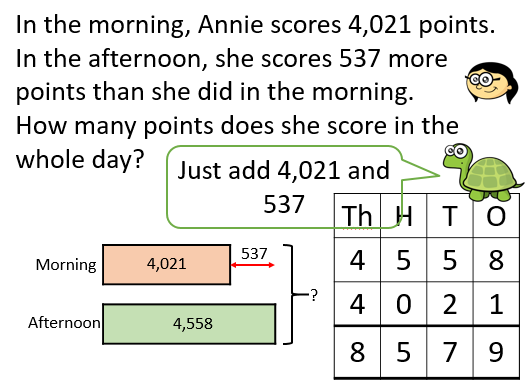 In the morning, Annie scores 4,021 points.
In the afternoon, she scores 537 more
points than she did in the morning.
How many points does she score in the
whole day?
Just add 4,021 and
537
Th H T O
4 5 5 8
4 0 2 1
8 5 7 9
Morning 4,021 537
?
Afternoon 4,558